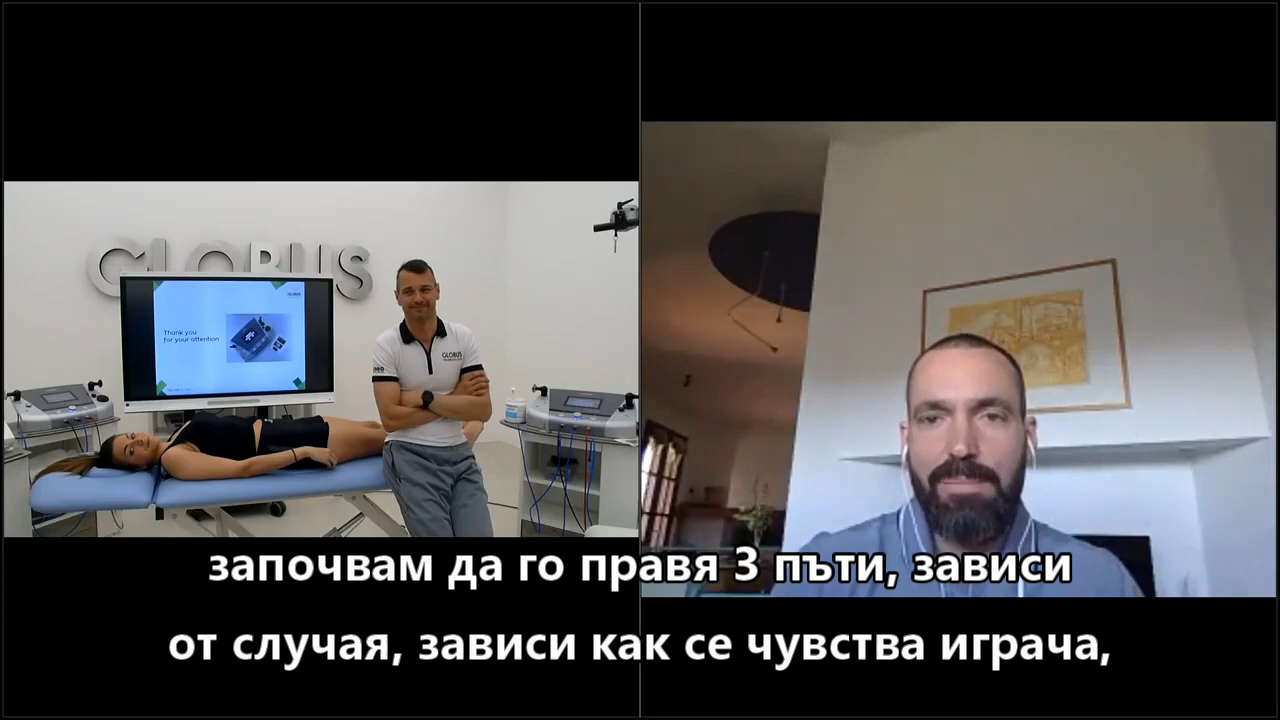 GLOBUS
GLOBUS
Thank you
for your attention
GLOBUS
започвам да го правя 3 пъти, зависи
от случая, зависи как се чувства играча,